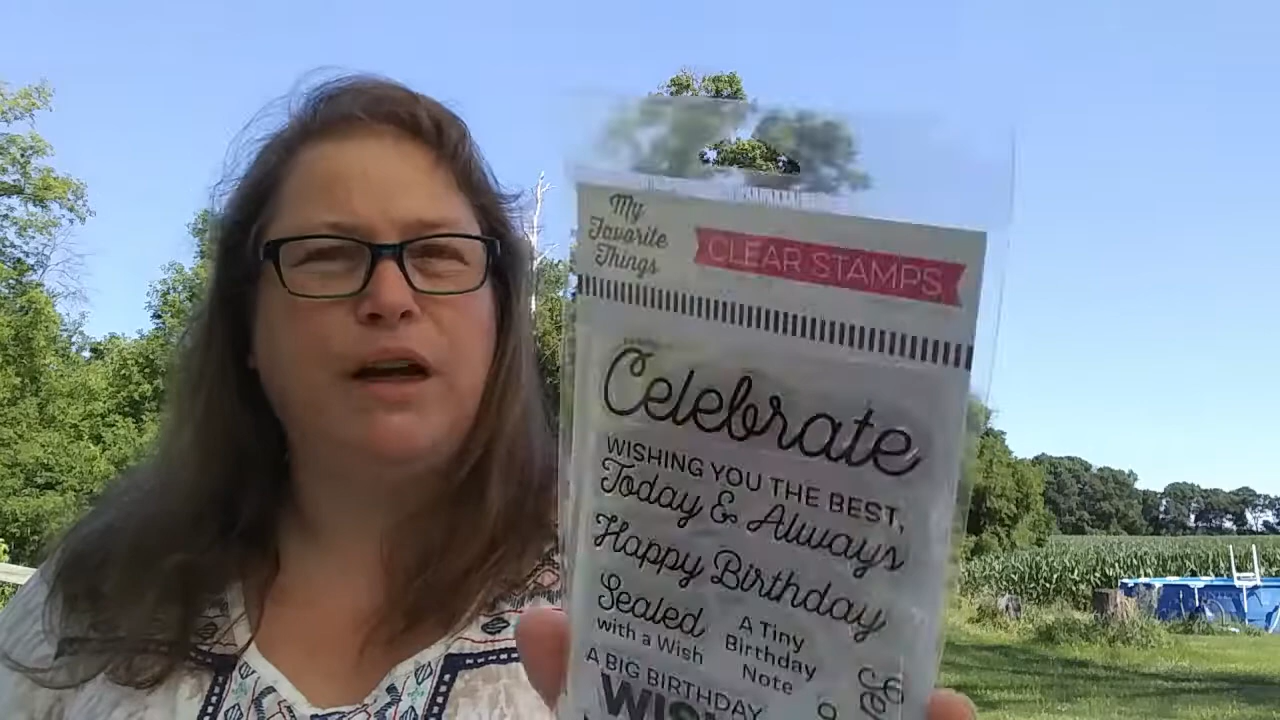 My
Favorite
Things
CLEAR STAMPS
Celebrate
WISHING YOU THE BEST,
Today & Always
Happy Birthday
Sealed
with a Wish
A Tiny
Birthday
Note
A BIG BIRTHDAY